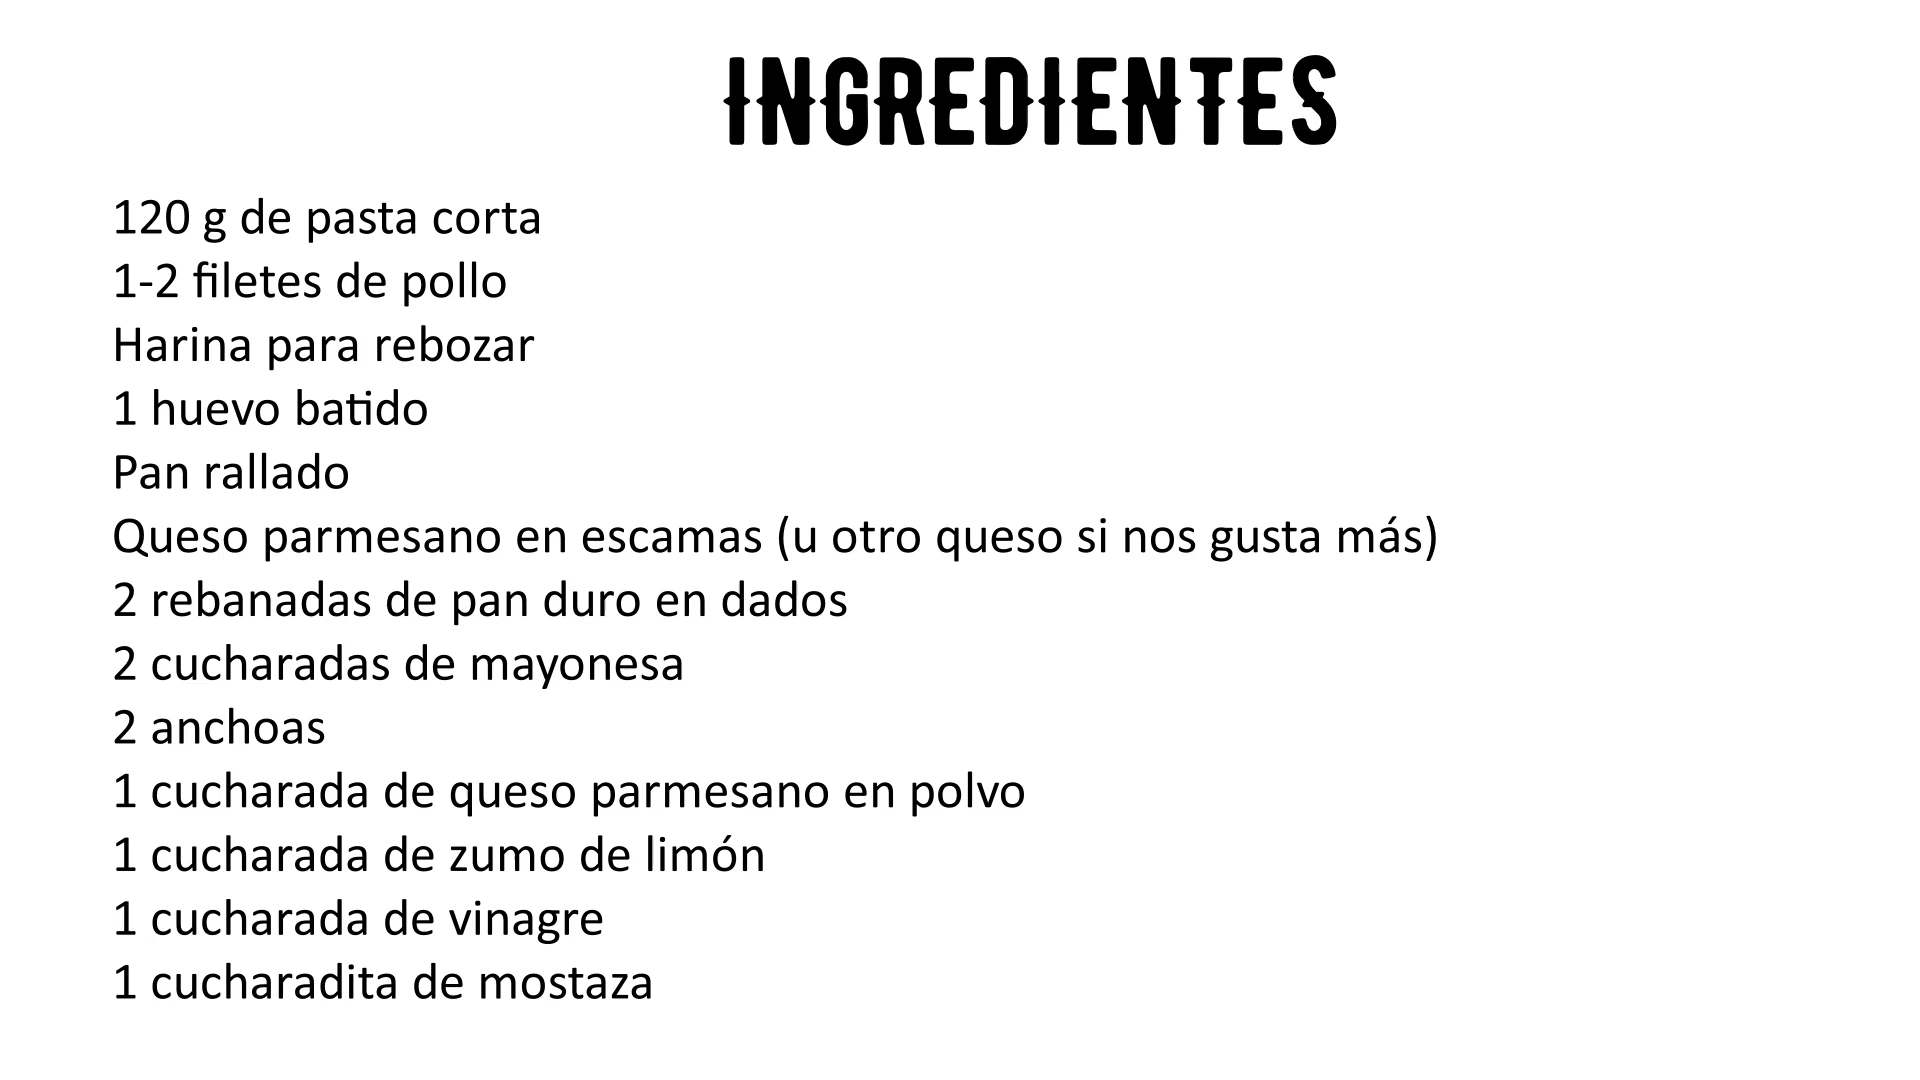 INGREDIENTES
120 g de pasta corta
1-2 filetes de pollo
Harina para rebozar
1 huevo batido
Pan rallado
Queso parmesano en escamas (u otro queso si nos gusta más)
2 rebanadas de pan duro en dados
2 cucharadas de mayonesa
2 anchoas
1 cucharada de queso parmesano en polvo
1 cucharada de zumo de limón
1 cucharada de vinagre
1 cucharadita de mostaza